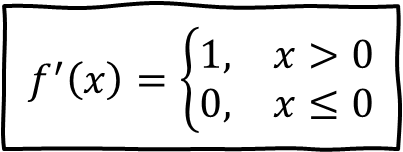 f′(x) = {1, x > 0
0, x ≤ 0